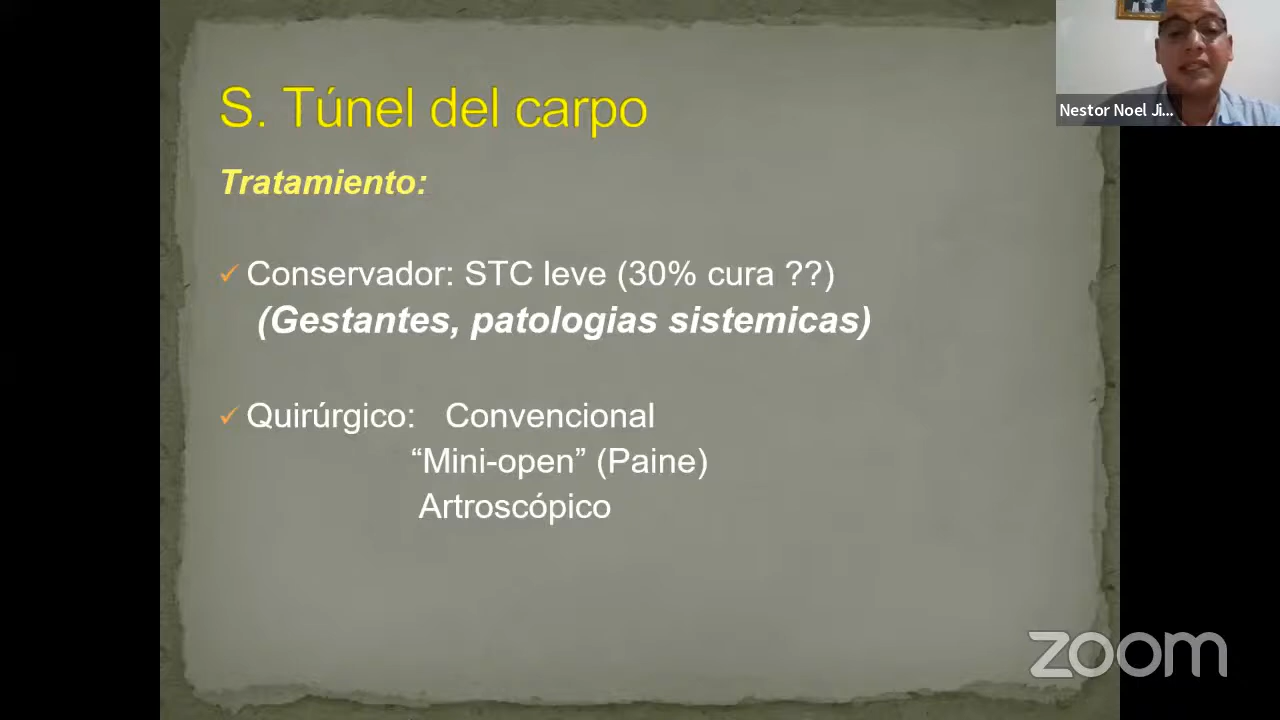 S. Túnel del carpo
Tratamiento:
✓ Conservador: STC leve (30% cura ??)
(Gestantes, patologias sistemicas)
✓ Quirúrgico: Convencional
“Mini-open” (Paine)
Artroscópico
Nestor Noel Ji...
zoom